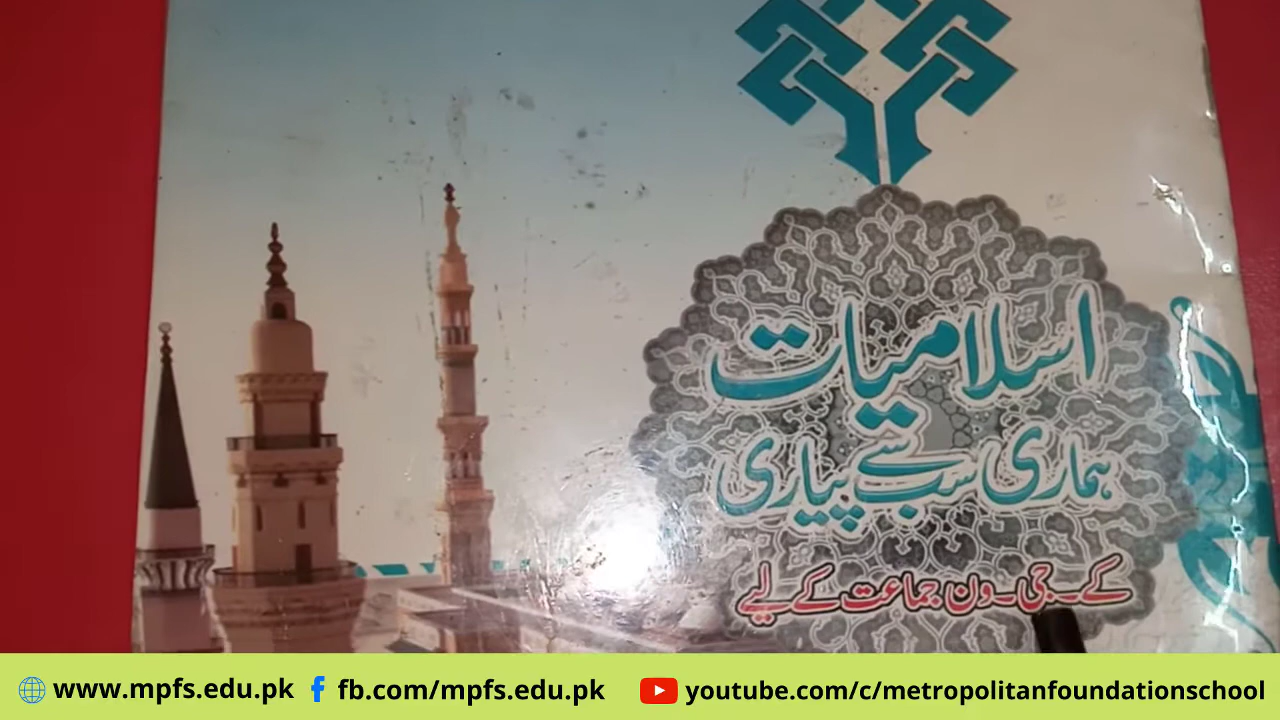 اسلامیات
ہماری سب سے پیاری
کے۔جی۔ون جماعت کے لیے
www.mpfs.edu.pk fb.com/mpfs.edu.pk youtube.com/c/metropolitanfoundationschool